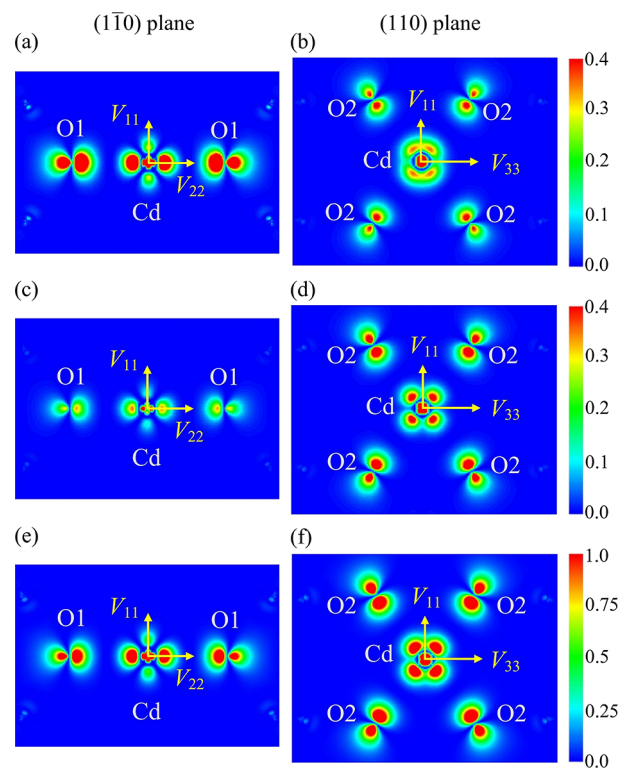 (11̅0) plane
(110) plane
(a)
(b)
O1
V11
O1
V22
Cd
O2
V11
O2
Cd
V33
O2
O2
0.4
0.4
0.2
0.1
0.0
(c)
(d)
O1
V11
O1
V22
Cd
O2
V11
O2
Cd
V33
O2
O2
0.4
0.3
0.2
0.1
0.0
(e)
(f)
O1
V11
O1
V22
Cd
O2
V11
O2
Cd
V33
O2
O2
1.0
0.75
0.50
0.25
0.0